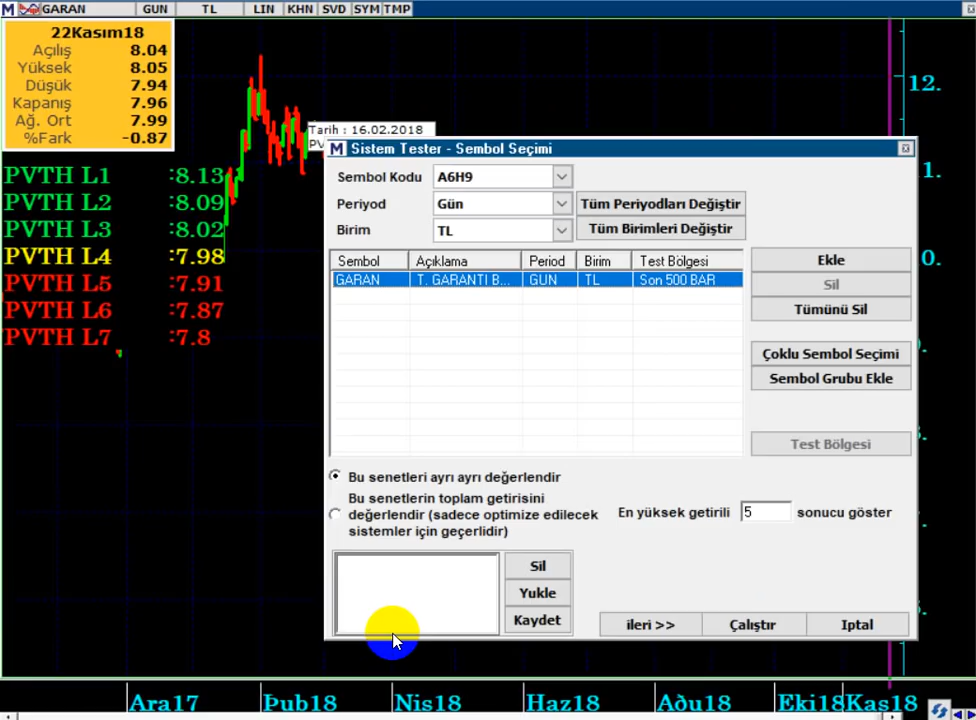 M GARAN GUN TL LIN KHN SVD SYM TMP
22Kasım18
Açılış 8.04
Yüksek 8.05
Düşük 7.94
Kapanış 7.96
Ağ. Ort 7.99
%Fark -0.87
PVTH L1 :8.13
PVTH L2 :8.09
PVTH L3 :8.02
PVTH L4 :7.98
PVTH L5 :7.91
PVTH L6 :7.87
PVTH L7 :7.8
Tarih : 16.02.2018
M Sistem Tester - Sembol Seçimi
Sembol Kodu A6H9
Periyod Gün Tüm Periyodları Değiştir
Birim TL Tüm Birimleri Değiştir
Sembol Açıklama Period Birim Test Bölgesi
GARAN T. GARANTI B... GUN TL Son 500 BAR
Ekle
Sil
Tümünü Sil
Çoklu Sembol Seçimi
Sembol Grubu Ekle
Test Bölgesi
Bu senetleri ayrı ayrı değerlendir
Bu senetlerin toplam getirisini
değerlendir (sadece optimize edilecek
sistemler için geçerlidir)
En yüksek getirili 5 sonucu göster
Sil
Yukle
Kaydet
ileri >> Çalıştır Iptal
12.
1.
0.
Ara17 Þub18 Nis18 Haz18 Aðu18 Eki18 Kas18